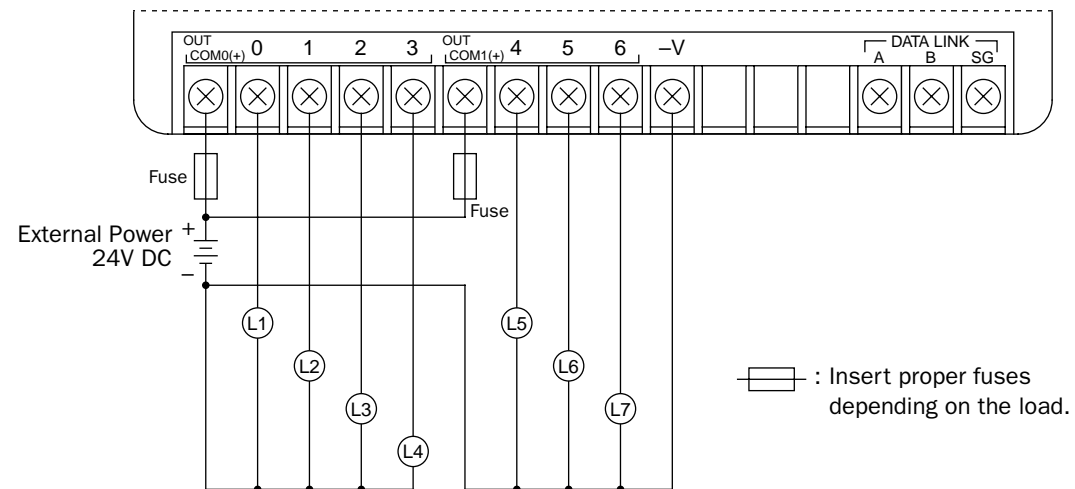 OUT COM0(+) 0 1 2 3 OUT COM1(+) 4 5 6 –V
DATA LINK
A B SG
Fuse
Fuse
External Power +
24V DC
–
L1
L2
L3
L4
L5
L6
L7
: Insert proper fuses
depending on the load.